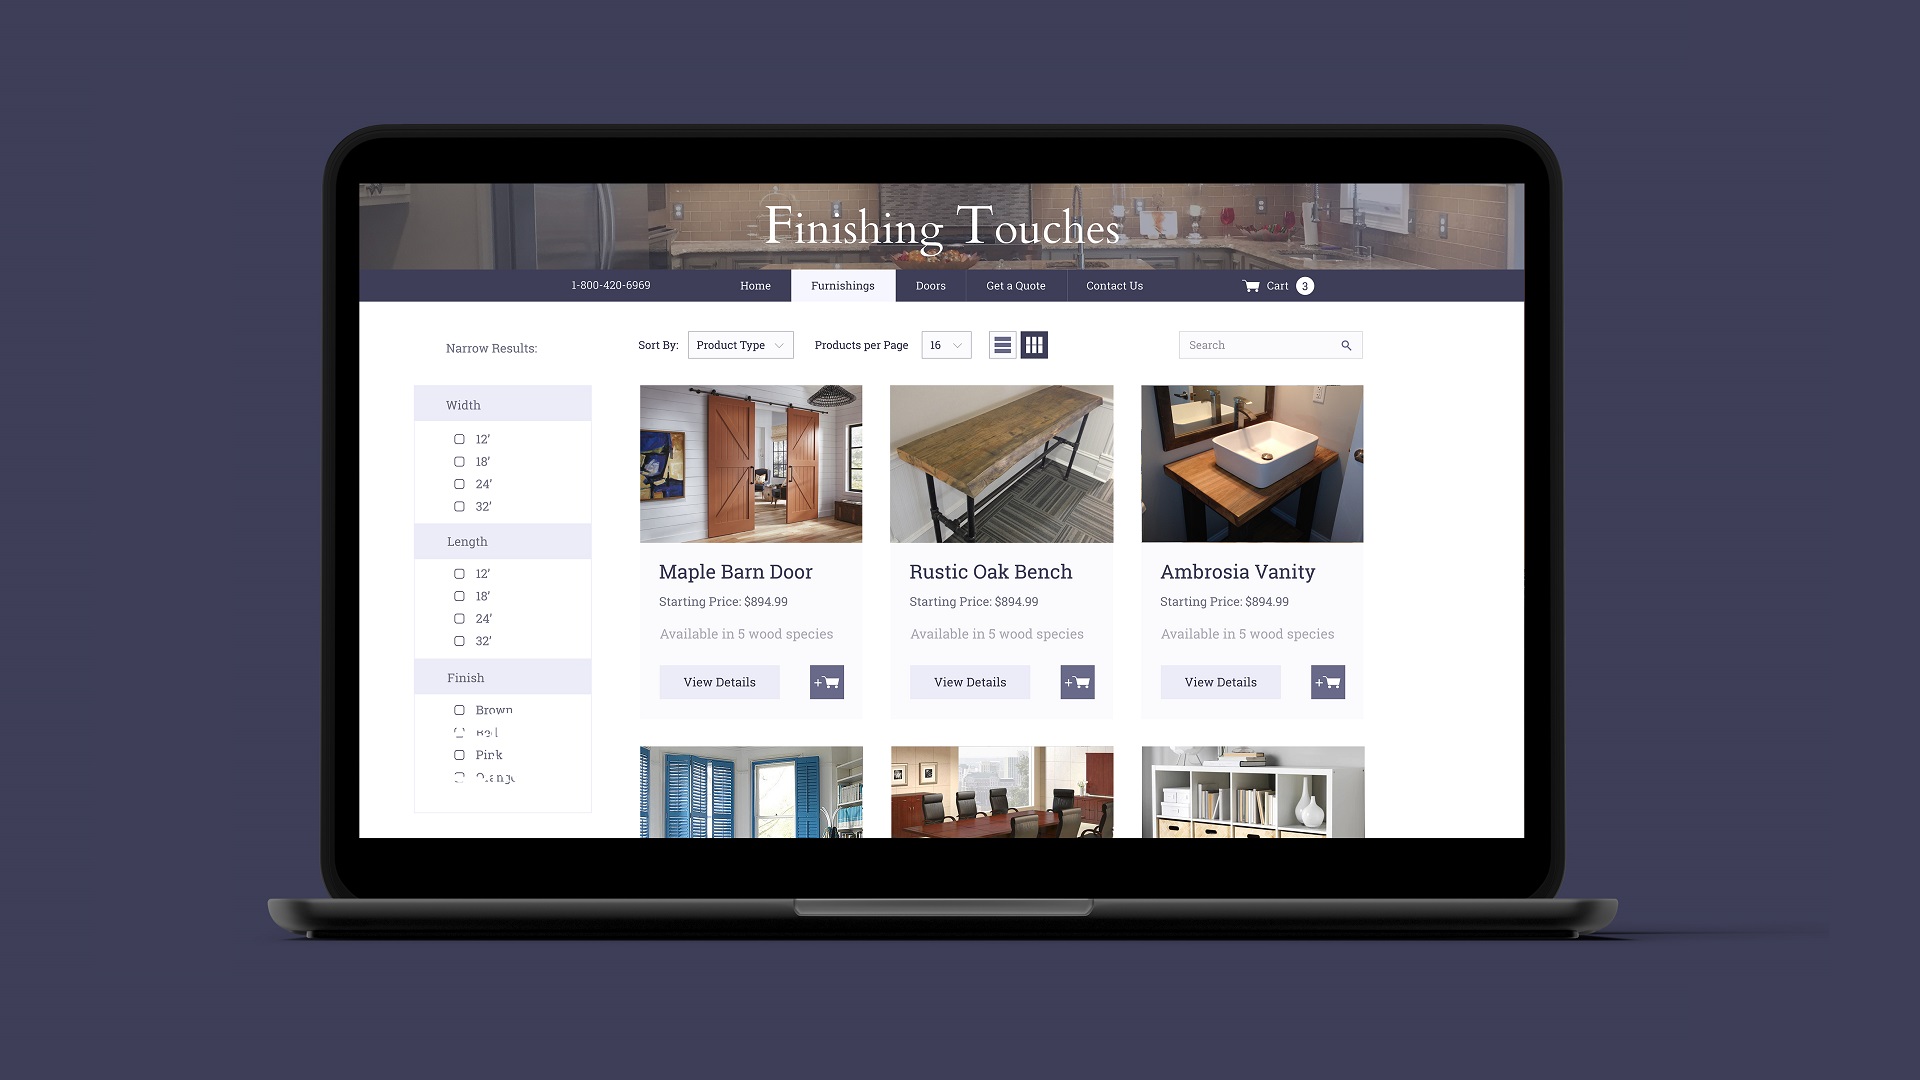 Finishing Touches
1-800-420-6969 Home Furnishings Doors Get a Quote Contact Us Cart 3
Narrow Results:
Sort By: Product Type Products per Page 16 Search
Width
12'
18'
24'
32'
Length
12'
18'
24'
32'
Finish
Brown
Pink
Maple Barn Door
Starting Price: $894.99
Available in 5 wood species
View Details +
Rustic Oak Bench
Starting Price: $894.99
Available in 5 wood species
View Details +
Ambrosia Vanity
Starting Price: $894.99
Available in 5 wood species
View Details +